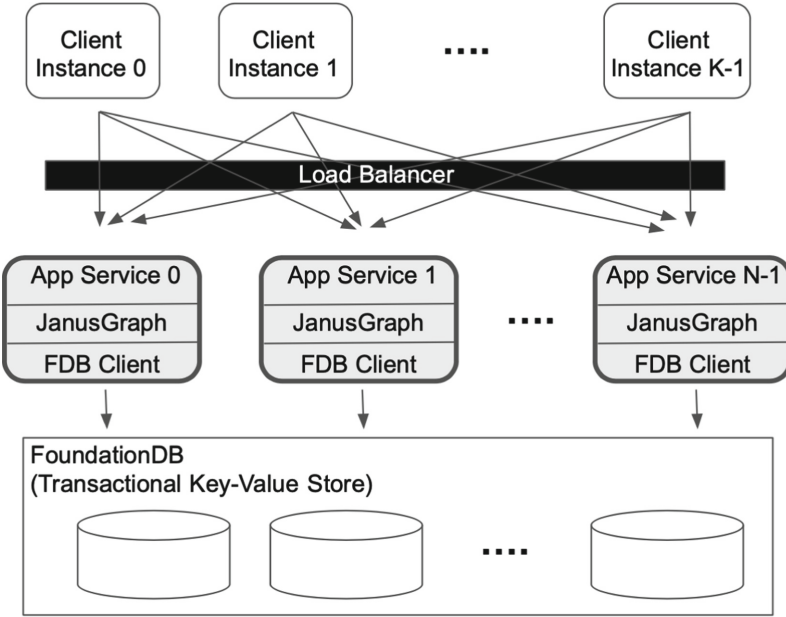 Client
Instance 0
Client
Instance 1
....
Client
Instance K-1
Load Balancer
App Service 0
JanusGraph
FDB Client
App Service 1
JanusGraph
FDB Client
....
App Service N-1
JanusGraph
FDB Client
FoundationDB
(Transactional Key-Value Store)
....